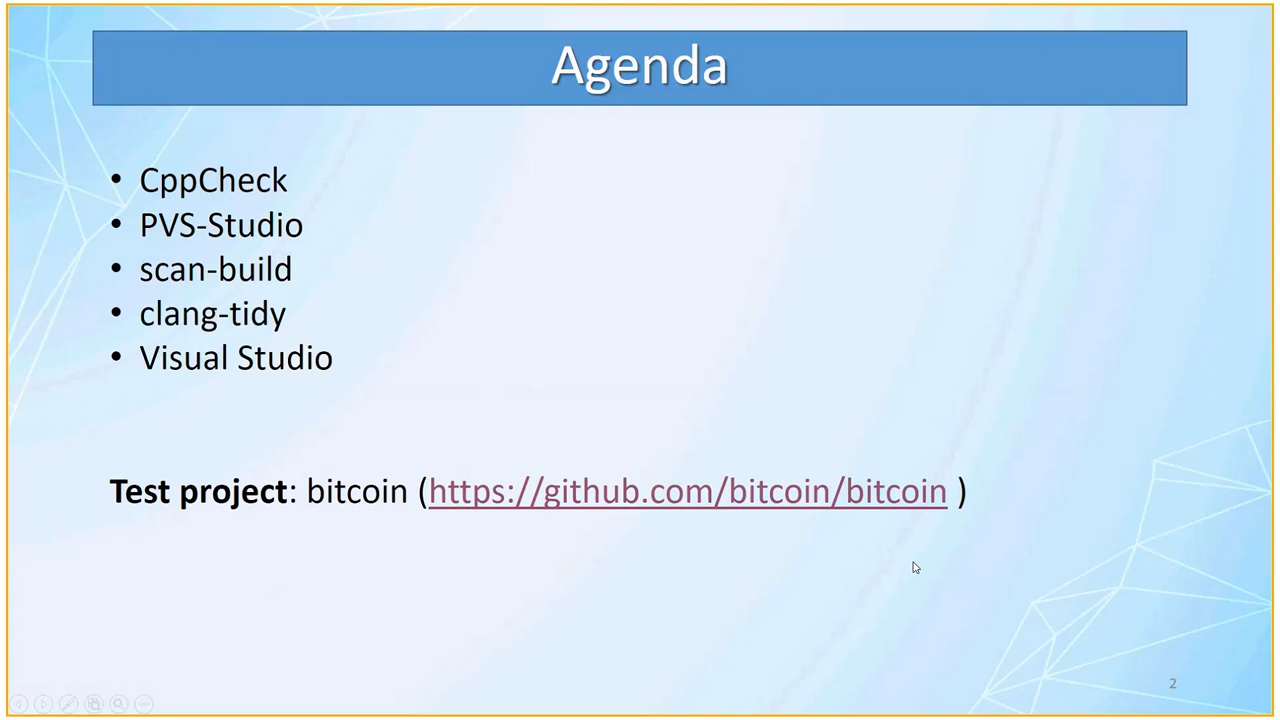 Agenda
• CppCheck
• PVS-Studio
• scan-build
• clang-tidy
• Visual Studio
Test project: bitcoin (https://github.com/bitcoin/bitcoin )
2